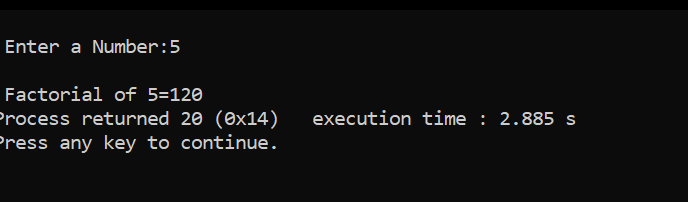 Enter a Number:5
Factorial of 5=120
Process returned 20 (0x14)   execution time : 2.885 s
Press any key to continue.